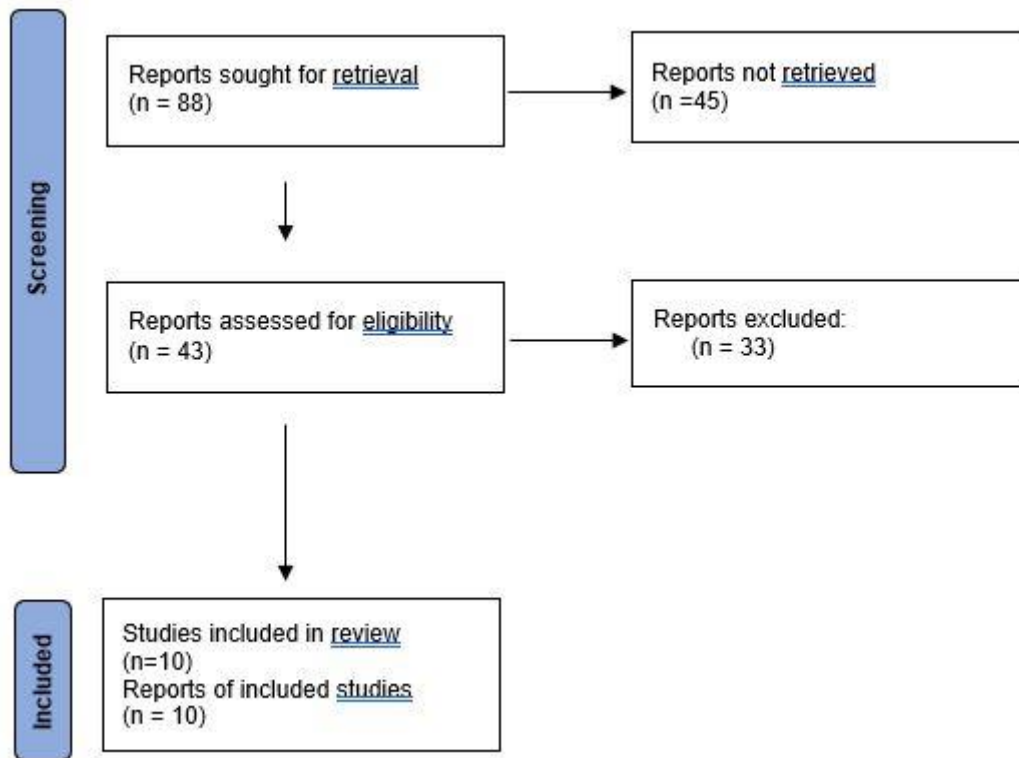 Screening
Reports sought for retrieval
(n = 88)
Reports not retrieved
(n =45)
Reports assessed for eligibility
(n = 43)
Reports excluded:
(n = 33)
Included
Studies included in review
(n=10)
Reports of included studies
(n = 10)